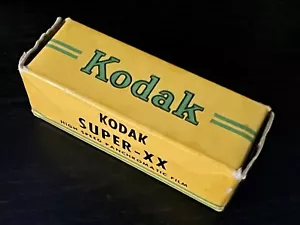 Kodak
KODAK
SUPER-XX
HIGH SPEED PANCHROMATIC FILM